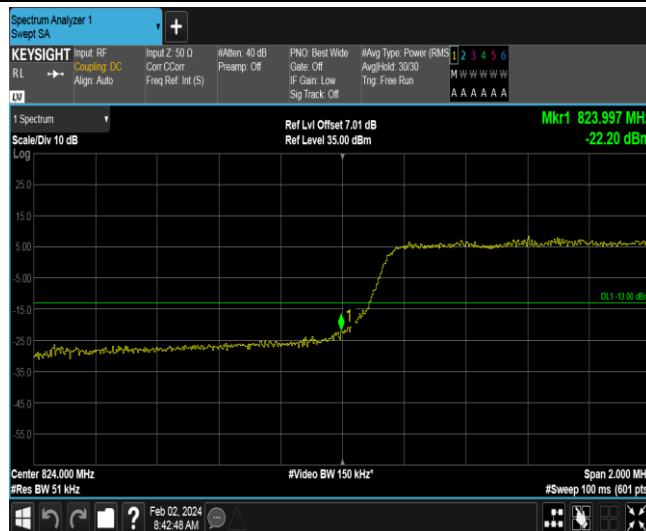 Spectrum Analyzer 1
Swept SA
KEYSIGHT
RL
Input: RF
Coupling: DC
Align: Auto
Input Z: 50 Ω
Corr CCorr
Freq Ref: Int (S)
#Atten: 40 dB
Preamp: Off
PNO: Best Wide
Gate: Off
IF Gain: Low
Sig Track: Off
#Avg Type: Power (RMS
Avg|Hold: 30/30
Trig: Free Run
1 2 3 4 5 6
M W W W W W
A A A A A A
LXI
1 Spectrum
Scale/Div 10 dB
Ref Lvl Offset 7.01 dB
Ref Level 35.00 dBm
Mkr1 823.997 MH
-22.20 dBm
Log
25.0
15.0
5.00
-5.00
DL1 -13.00 dBm
-15.0
1
-25.0
-35.0
-45.0
-55.0
Center 824.000 MHz
#Video BW 150 kHz*
Span 2.000 MH
#Res BW 51 kHz
#Sweep 100 ms (601 pts
?
Feb 02, 2024
8:42:48 AM